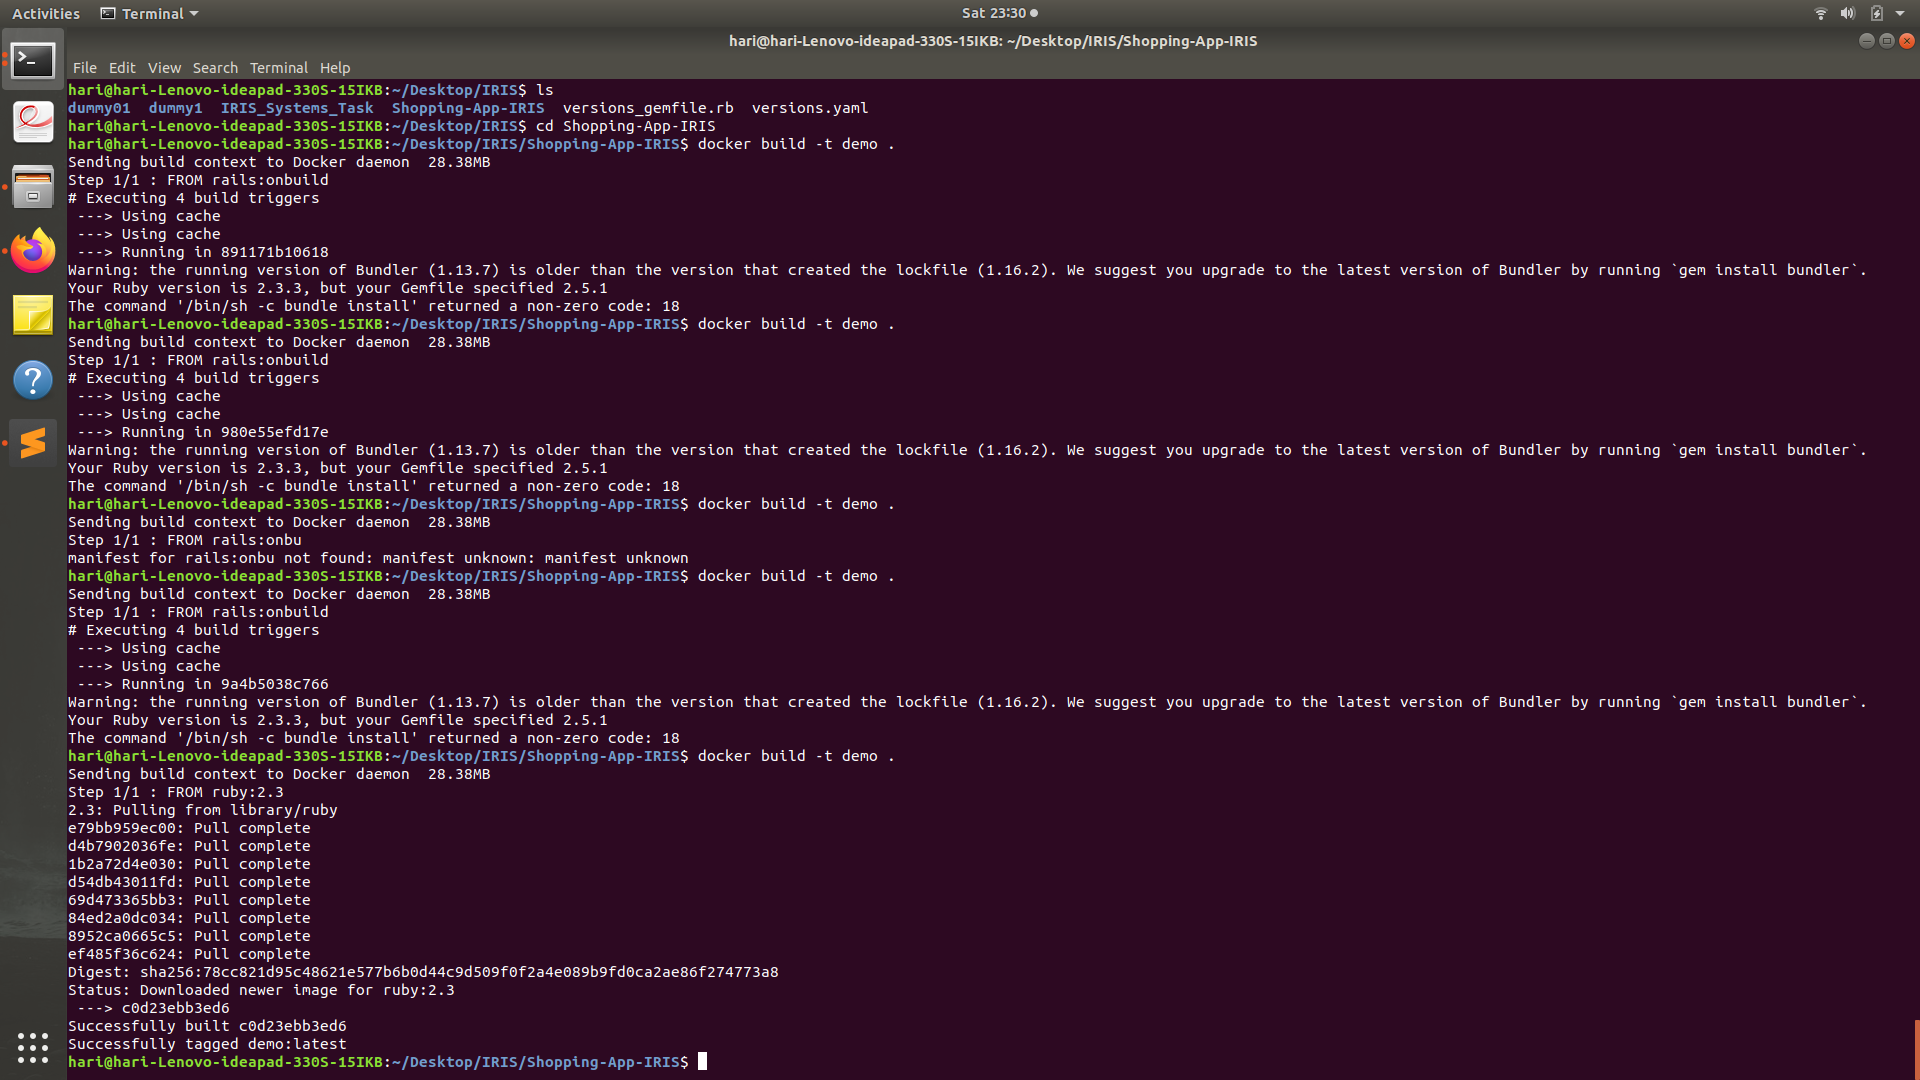 Activities Terminal Sat 23:30
hari@hari-Lenovo-ideapad-330S-15IKB: ~/Desktop/IRIS/Shopping-App-IRIS
File Edit View Search Terminal Help
hari@hari-Lenovo-ideapad-330S-15IKB:~/Desktop/IRIS$ ls
dummy01  dummy1  IRIS_Systems_Task  Shopping-App-IRIS  versions_gemfile.rb  versions.yaml
hari@hari-Lenovo-ideapad-330S-15IKB:~/Desktop/IRIS$ cd Shopping-App-IRIS
hari@hari-Lenovo-ideapad-330S-15IKB:~/Desktop/IRIS/Shopping-App-IRIS$ docker build -t demo .
Sending build context to Docker daemon  28.38MB
Step 1/1 : FROM rails:onbuild
# Executing 4 build triggers
 ---> Using cache
 ---> Using cache
 ---> Running in 891171b10618
Warning: the running version of Bundler (1.13.7) is older than the version that created the lockfile (1.16.2). We suggest you upgrade to the latest version of Bundler by running `gem install bundler`.
Your Ruby version is 2.3.3, but your Gemfile specified 2.5.1
The command '/bin/sh -c bundle install' returned a non-zero code: 18
hari@hari-Lenovo-ideapad-330S-15IKB:~/Desktop/IRIS/Shopping-App-IRIS$ docker build -t demo .
Sending build context to Docker daemon  28.38MB
Step 1/1 : FROM rails:onbuild
# Executing 4 build triggers
 ---> Using cache
 ---> Using cache
 ---> Running in 980e55efd17e
Warning: the running version of Bundler (1.13.7) is older than the version that created the lockfile (1.16.2). We suggest you upgrade to the latest version of Bundler by running `gem install bundler`.
Your Ruby version is 2.3.3, but your Gemfile specified 2.5.1
The command '/bin/sh -c bundle install' returned a non-zero code: 18
hari@hari-Lenovo-ideapad-330S-15IKB:~/Desktop/IRIS/Shopping-App-IRIS$ docker build -t demo .
Sending build context to Docker daemon  28.38MB
Step 1/1 : FROM rails:onbu
manifest for rails:onbu not found: manifest unknown: manifest unknown
hari@hari-Lenovo-ideapad-330S-15IKB:~/Desktop/IRIS/Shopping-App-IRIS$ docker build -t demo .
Sending build context to Docker daemon  28.38MB
Step 1/1 : FROM rails:onbuild
# Executing 4 build triggers
 ---> Using cache
 ---> Using cache
 ---> Running in 9a4b5038c766
Warning: the running version of Bundler (1.13.7) is older than the version that created the lockfile (1.16.2). We suggest you upgrade to the latest version of Bundler by running `gem install bundler`.
Your Ruby version is 2.3.3, but your Gemfile specified 2.5.1
The command '/bin/sh -c bundle install' returned a non-zero code: 18
hari@hari-Lenovo-ideapad-330S-15IKB:~/Desktop/IRIS/Shopping-App-IRIS$ docker build -t demo .
Sending build context to Docker daemon  28.38MB
Step 1/1 : FROM ruby:2.3
2.3: Pulling from library/ruby
e79bb959ec00: Pull complete
d4b7902036fe: Pull complete
1b2a72d4e030: Pull complete
d54db43011fd: Pull complete
69d473365bb3: Pull complete
84ed2a0dc034: Pull complete
8952ca0665c5: Pull complete
ef485f36c624: Pull complete
Digest: sha256:78cc821d95c48621e577b6b0d44c9d509f0f2a4e089b9fd0ca2ae86f274773a8
Status: Downloaded newer image for ruby:2.3
 ---> c0d23ebb3ed6
Successfully built c0d23ebb3ed6
Successfully tagged demo:latest
hari@hari-Lenovo-ideapad-330S-15IKB:~/Desktop/IRIS/Shopping-App-IRIS$